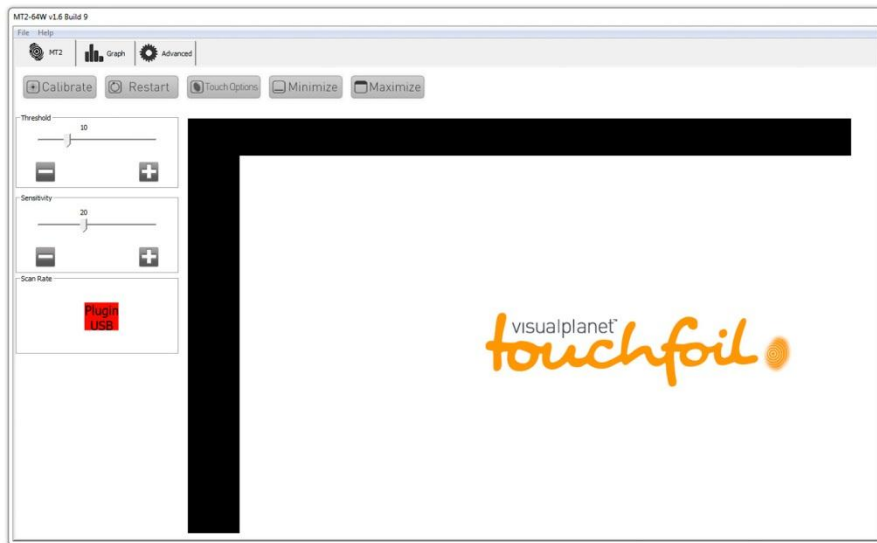 MT2-64W v1.6 Build 9
File Help
MT2 Graph Advanced
Calibrate Restart Touch Options Minimize Maximize
Threshold
10
Sensitivity
20
Scan Rate
Plugin
USB
visualplanet™
touchfoil